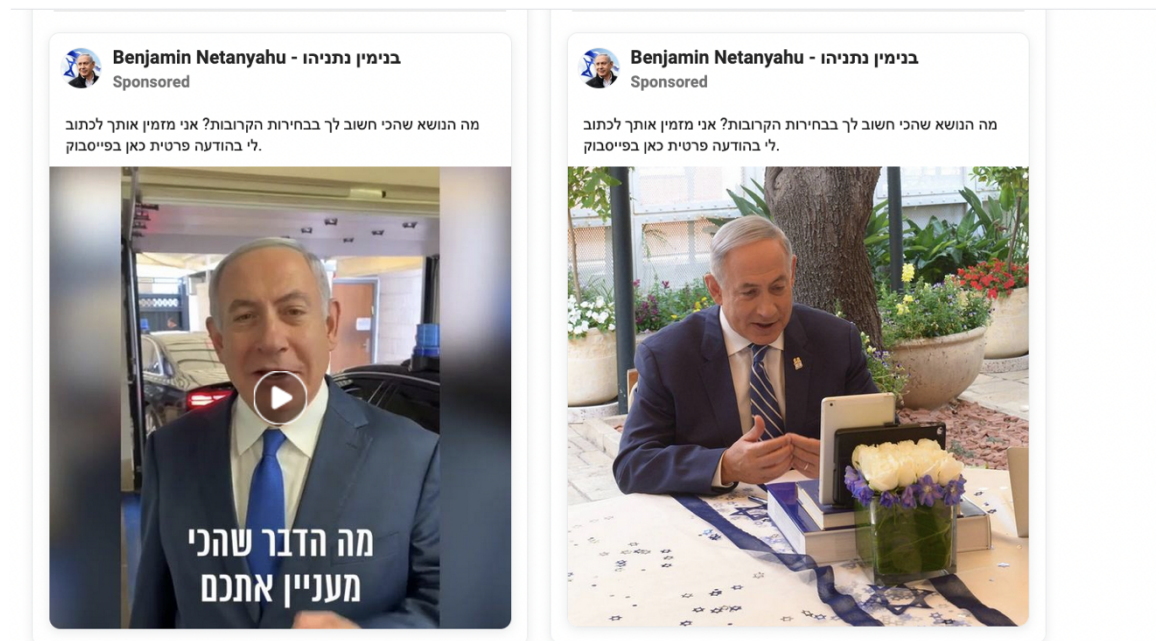 Benjamin Netanyahu - בנימין נתניהו
Sponsored
מה הנושא שהכי חשוב לך בבחירות הקרובות? אני מזמין אותך לכתוב
לי בהודעה פרטית כאן בפייסבוק.
מה הדבר שהכי
מעניין אתכם
Benjamin Netanyahu - בנימין נתניהו
Sponsored
מה הנושא שהכי חשוב לך בבחירות הקרובות? אני מזמין אותך לכתוב
לי בהודעה פרטית כאן בפייסבוק.